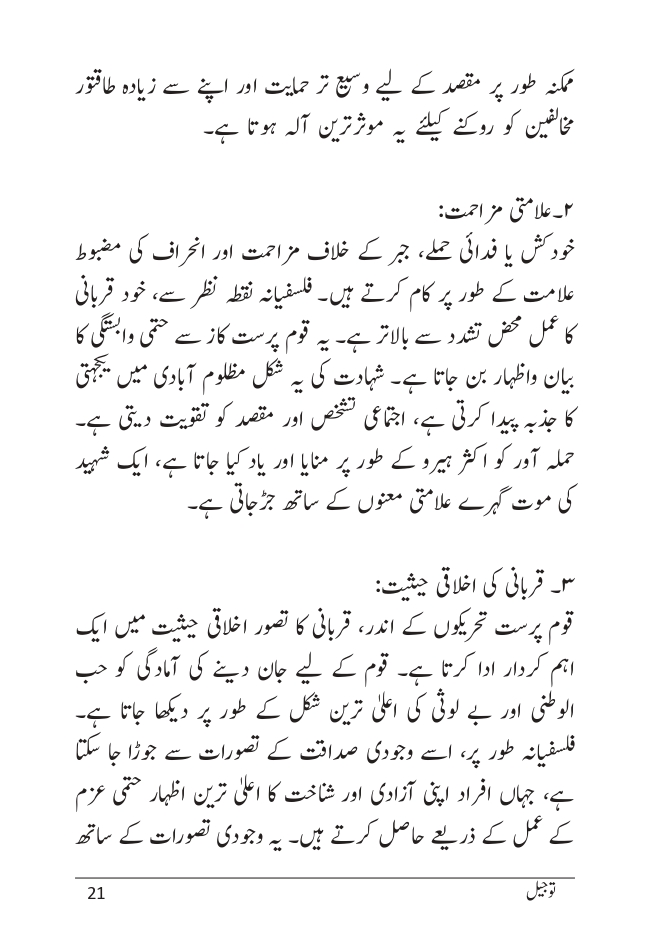 ممکنہ طور پر مقصد کے لیے وسیع تر حمایت اور اپنے سے زیادہ طاقتور
مخالفین کو روکنے کیلئے یہ موثرترین آلہ ہوتا ہے۔
۲۔علامتی مزاحمت:
خودکش یا فدائی حملے، جبر کے خلاف مزاحمت اور انحراف کی مضبوط
علامت کے طور پر کام کرتے ہیں۔ فلسفیانہ نقطہ نظر سے، خود قربانی
کا عمل محض تشدد سے بالاتر ہے۔ یہ قوم پرست کاز سے حتمی وابستگی کا
بیان واظہار بن جاتا ہے۔ شہادت کی یہ شکل مظلوم آبادی میں یکجہتی
کا جذبہ پیدا کرتی ہے، اجتماعی تشخص اور مقصد کو تقویت دیتی ہے۔
حملہ آور کو اکثر ہیرو کے طور پر منایا اور یاد کیا جاتا ہے، ایک شہید
کی موت گہرے علامتی معنوں کے ساتھ جڑجاتی ہے۔
۳۔ قربانی کی اخلاقی حیثیت:
قوم پرست تحریکوں کے اندر، قربانی کا تصور اخلاقی حیثیت میں ایک
اہم کردار ادا کرتا ہے۔ قوم کے لیے جان دینے کی آمادگی کو حب
الوطنی اور بے لوثی کی اعلیٰ ترین شکل کے طور پر دیکھا جاتا ہے۔
فلسفیانہ طور پر، اسے وجودی صداقت کے تصورات سے جوڑا جا سکتا
ہے، جہاں افراد اپنی آزادی اور شناخت کا اعلیٰ ترین اظہار حتمی عزم
کے عمل کے ذریعے حاصل کرتے ہیں۔ یہ وجودی تصورات کے ساتھ
توجیل
21